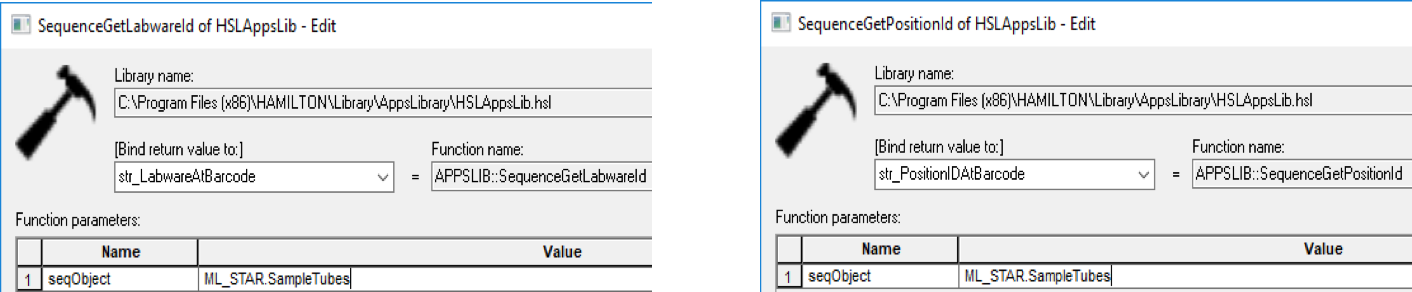 SequenceGetLabwareId of HSLAppsLib - Edit
Library name:
C:\Program Files (x86)\HAMILTON\Library\AppsLibrary\HSLAppsLib.hsl
[Bind return value to:]
Function name:
str_LabwareAtBarcode
=
APPSLIB::SequenceGetLabwareId
Function parameters:
Name
Value
1
seqObject
ML_STAR.SampleTubes
SequenceGetPositionId of HSLAppsLib - Edit
Library name:
C:\Program Files (x86)\HAMILTON\Library\AppsLibrary\HSLAppsLib.hsl
[Bind return value to:]
Function name:
str_PositionIDAtBarcode
=
APPSLIB::SequenceGetPositionId
Function parameters:
Name
Value
1
seqObject
ML_STAR.SampleTubes